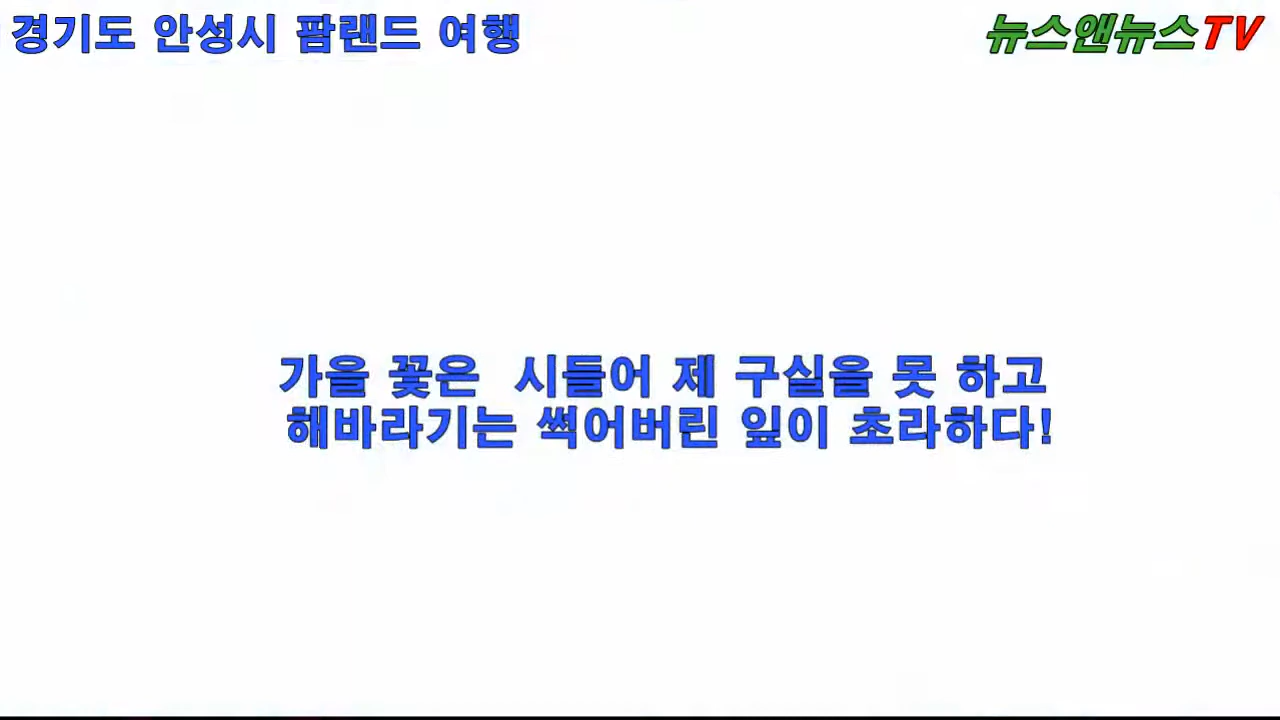 경기도 안성시 팜랜드 여행
뉴스앤뉴스TV
가을 꽃은 시들어 제 구실을 못 하고
해바라기는 썩어버린 잎이 초라하다!